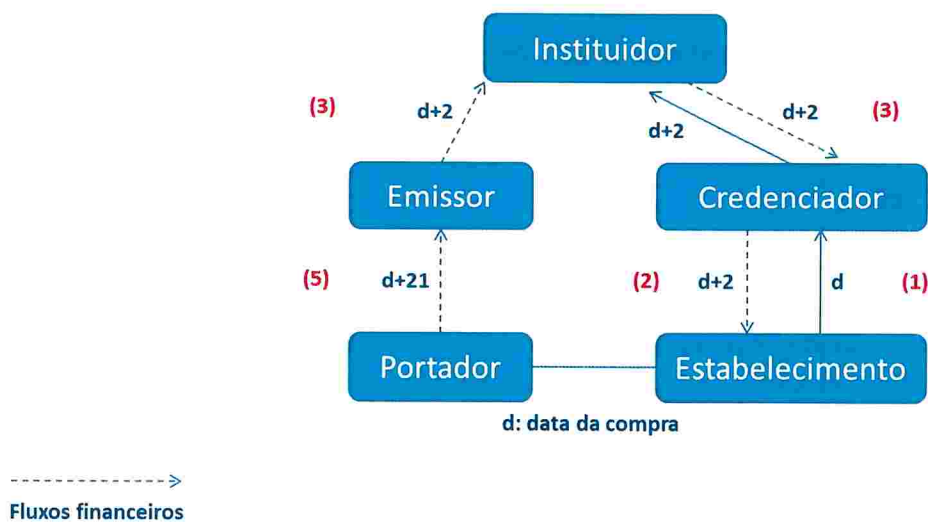 Instituidor
(3) d+2 d+2 d+2 (3)
Emissor Credenciador
(5) d+21 (2) d+2 d (1)
Portador Estabelecimento
d: data da compra
Fluxos financeiros